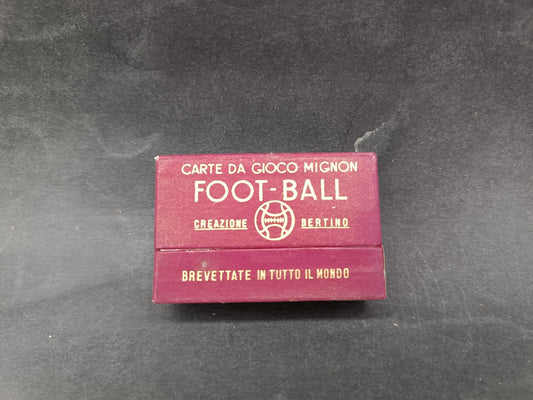 CARTE DA GIOCO MIGNON
FOOT-BALL
CREAZIONE BERTINO
BREVETTATE IN TUTTO IL MONDO